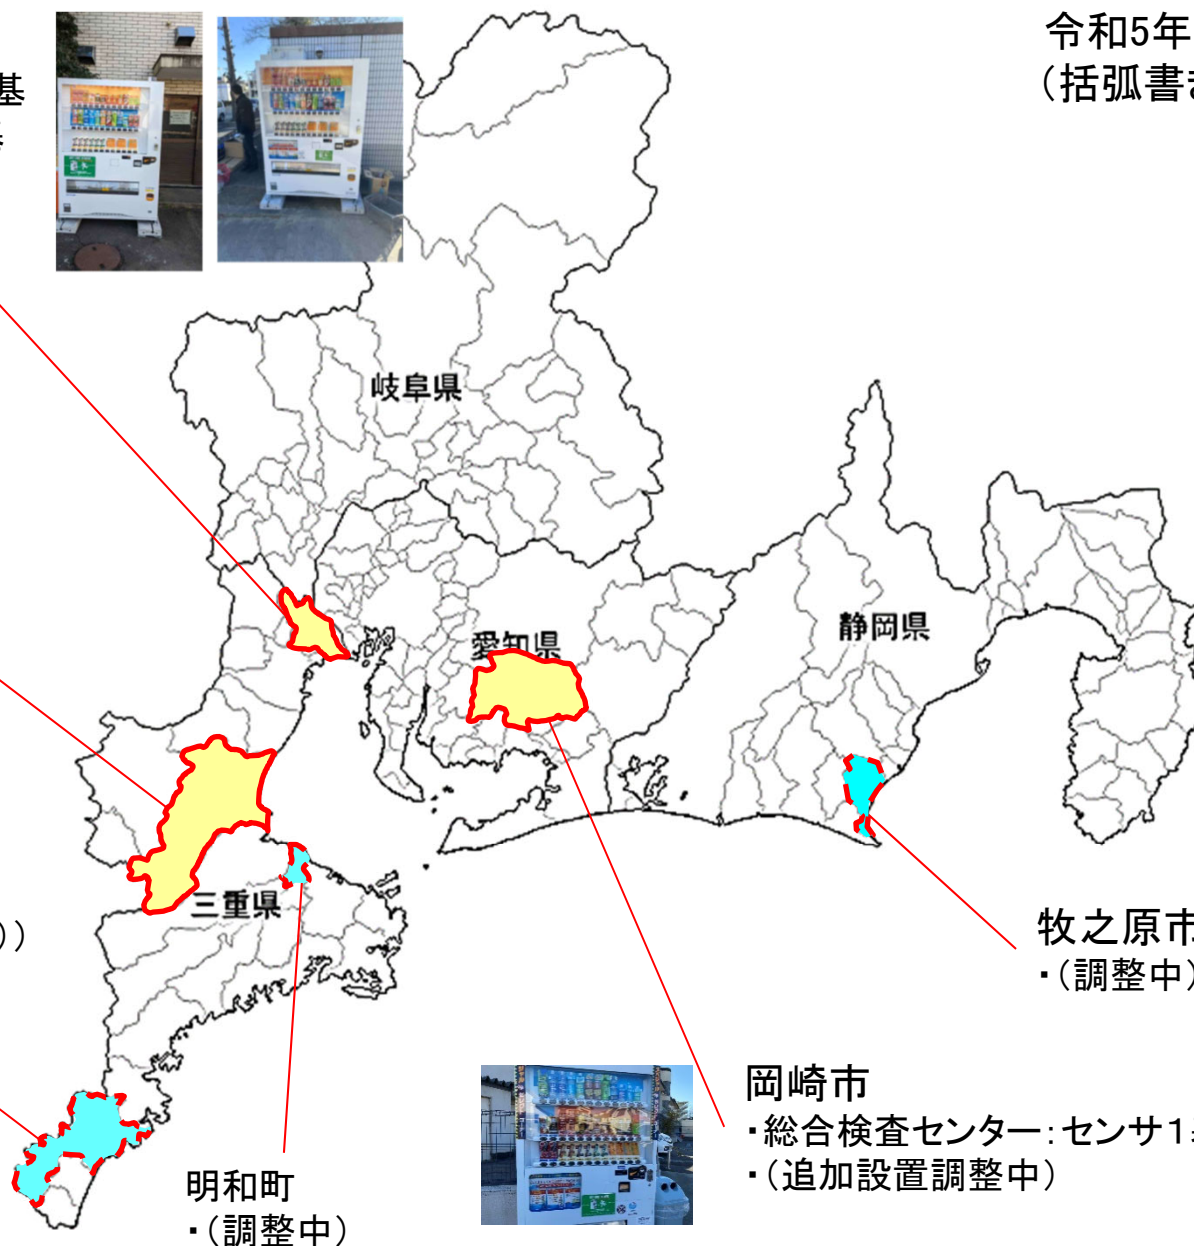 令和5年
（括弧書き
基
岐阜県
愛知県
静岡県
三重県
））
牧之原市
・（調整中）
岡崎市
・総合検査センター：センサ1
・（追加設置調整中）
明和町
・（調整中）